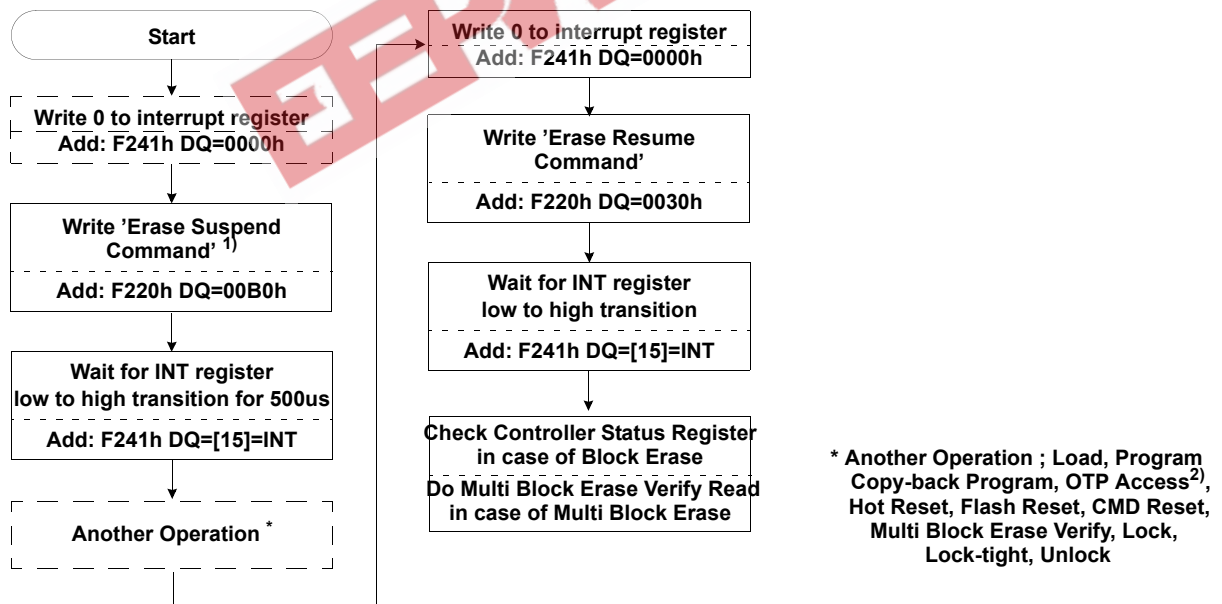 Start
Write 0 to interrupt register
Add: F241h DQ=0000h
Write ’Erase Suspend
Command’ 1)
Add: F220h DQ=00B0h
Wait for INT register
low to high transition for 500us
Add: F241h DQ=[15]=INT
Another Operation *
Write 0 to interrupt register
Add: F241h DQ=0000h
Write ’Erase Resume
Command’
Add: F220h DQ=0030h
Wait for INT register
low to high transition
Add: F241h DQ=[15]=INT
Check Controller Status Register
in case of Block Erase
Do Multi Block Erase Verify Read
in case of Multi Block Erase
* Another Operation ; Load, Program
Copy-back Program, OTP Access2),
Hot Reset, Flash Reset, CMD Reset,
Multi Block Erase Verify, Lock,
Lock-tight, Unlock